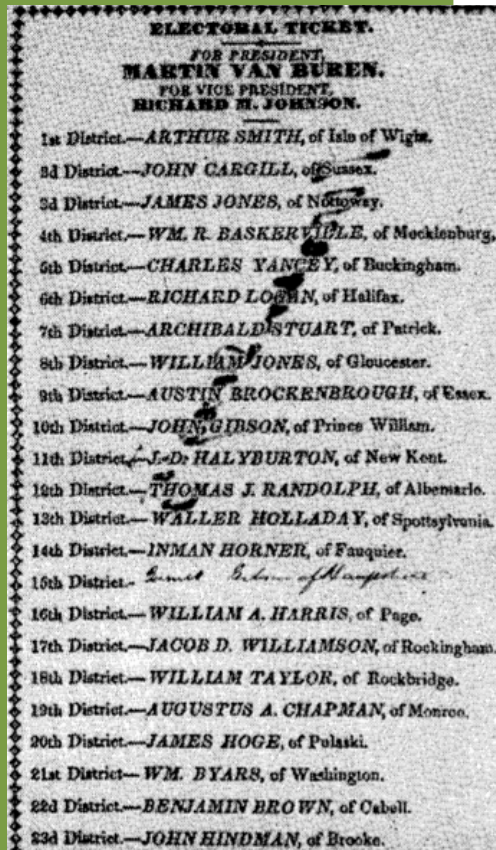 ELECTORAL TICKET.
FOR PRESIDENT,
MARTIN VAN BUREN.
FOR VICE PRESIDENT,
RICHARD M. JOHNSON.
1st District.—ARTHUR SMITH, of Isle of Wight.
2d District.—JOHN CARGILL, of Sussex.
3d District.—JAMES JONES, of Nottoway.
4th District.—WM. R. BASKERVILLE, of Mecklenburg,
5th District.—CHARLES YANCEY, of Buckingham.
6th District.—RICHARD LOGAN, of Halifax.
7th District.—ARCHIBALD STUART, of Patrick.
8th District.—WILLIAM JONES, of Gloucester.
9th District.—AUSTIN BROCKENBROUGH, of Essex.
10th District.—JOHN GIBSON, of Prince William.
11th District.—J. D. HALYBURTON, of New Kent.
12th District.—THOMAS J. RANDOLPH, of Albemarle.
13th District.—WALLER HOLLADAY, of Spottsylvania.
14th District.—INMAN HORNER, of Fauquier.
15th District.- of Hampshire
16th District.—WILLIAM A. HARRIS, of Page.
17th District.—JACOB D. WILLIAMSON, of Rockingham.
18th District.—WILLIAM TAYLOR, of Rockbridge.
19th District.—AUGUSTUS A. CHAPMAN, of Monroe.
20th District.—JAMES HOGE, of Pulaski.
21st District—WM. BYARS, of Washington.
22d District.—BENJAMIN BROWN, of Cabell.
23d District.—JOHN HINDMAN, of Brooke.